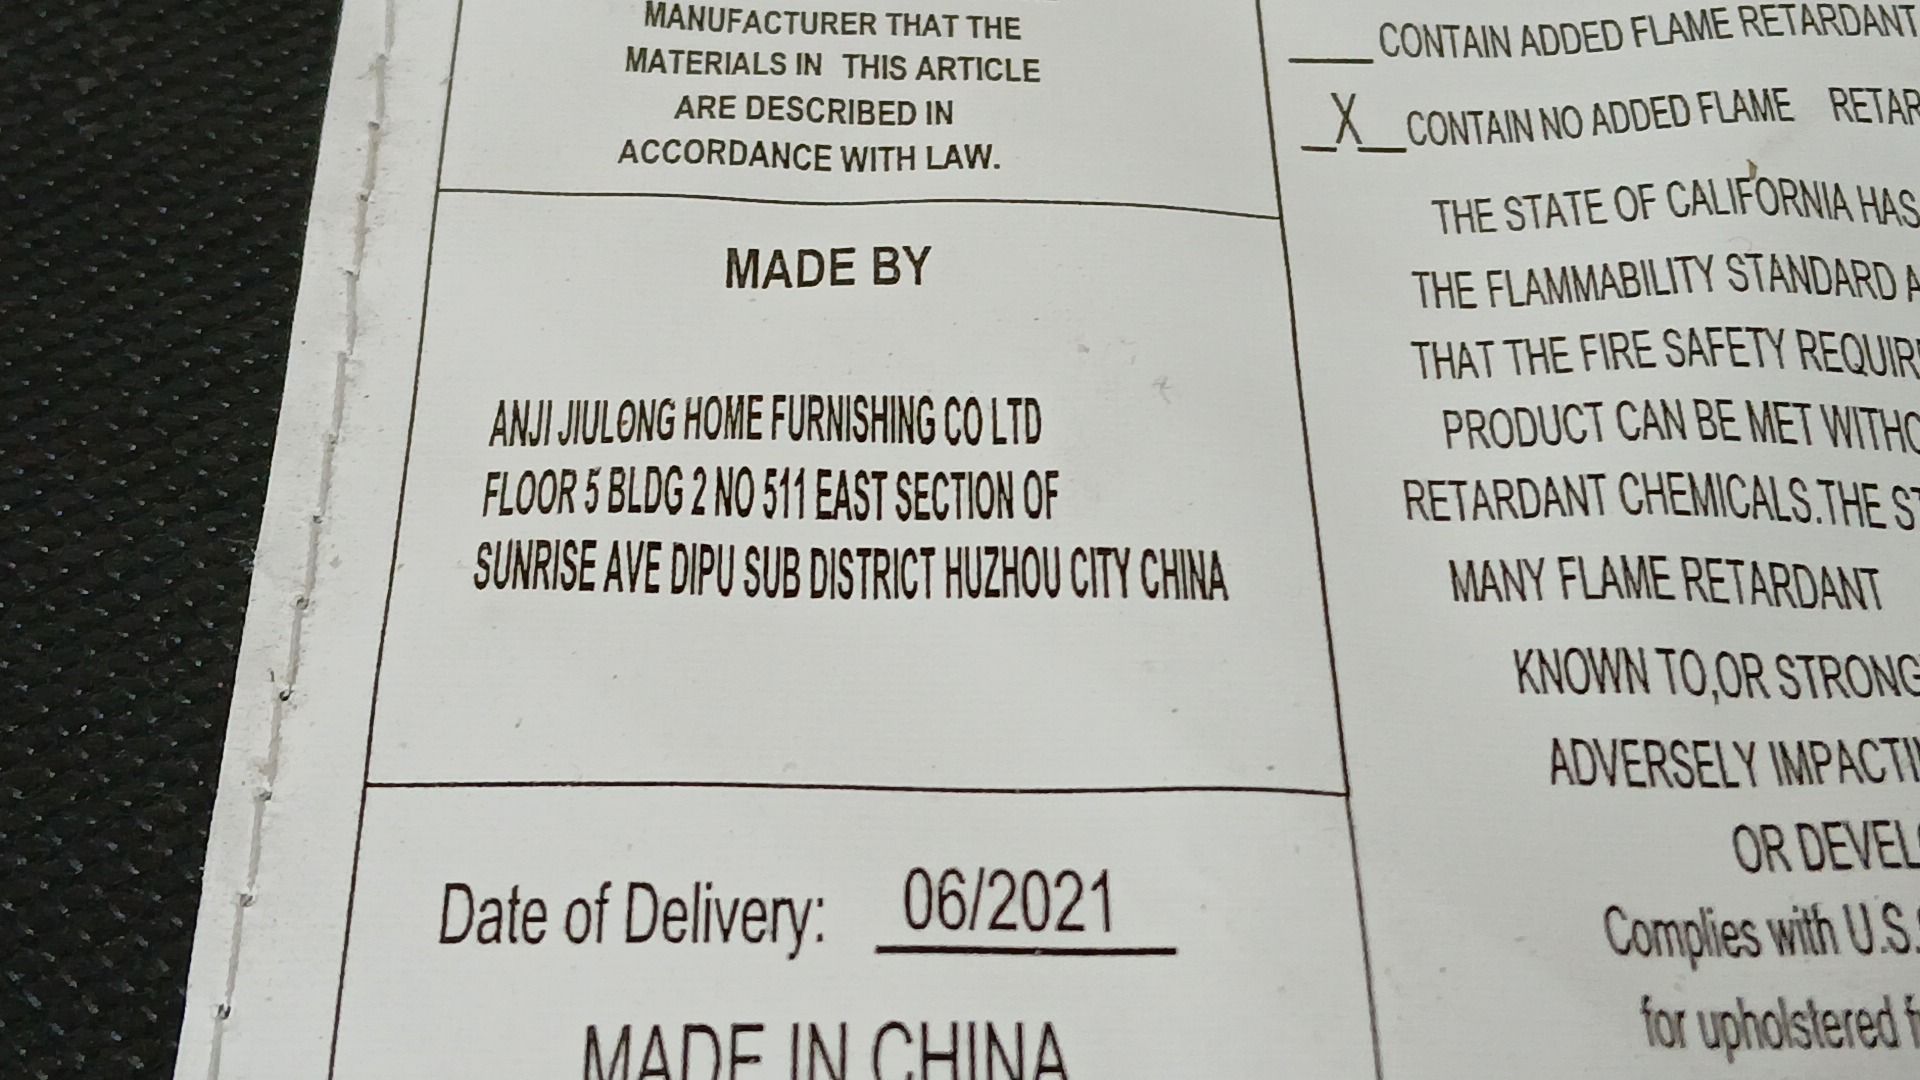 MANUFACTURER THAT THE
MATERIALS IN THIS ARTICLE
ARE DESCRIBED IN
ACCORDANCE WITH LAW.
MADE BY
ANJI JIULONG HOME FURNISHING CO LTD
FLOOR 5 BLDG 2 NO 511 EAST SECTION OF
SUNRISE AVE DIPU SUB DISTRICT HUZHOU CITY CHINA
Date of Delivery: 06/2021
MADE IN CHINA
CONTAIN ADDED FLAME RETARDANT
X CONTAIN NO ADDED FLAME
THE STATE OF CALIFORNIA HAS
THE FLAMMABILITY STANDARD
THAT THE FIRE SAFETY
PRODUCT CAN BE MET
RETARDANT CHEMICALS.THE
MANY FLAME RETARDANT
KNOWN TO,OR
ADVERSELY
OR
Complies with U.S.
for upholstered